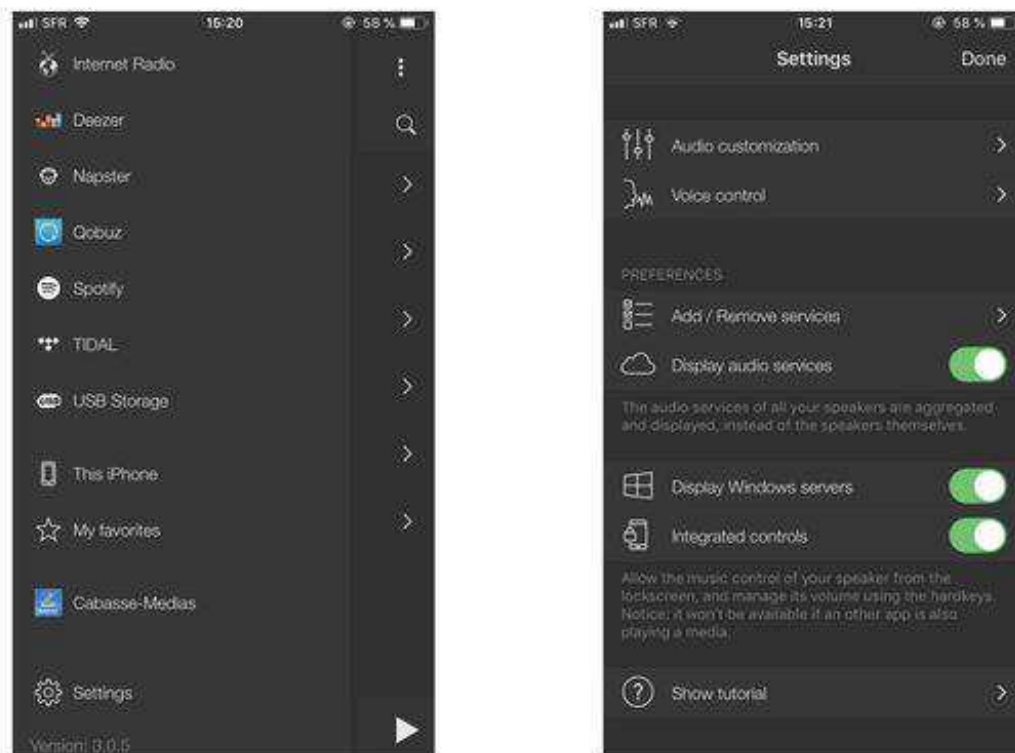 SFR 15:20 58 %
Internet Radio
Deezer
Napster
Qobuz
Spotify
TIDAL
USB Storage
This iPhone
My favorites
Cabasse-Medias
Settings
Version: 3.0.5
SFR 15:21 58 %
Settings Done
Audio customization
Voice control
PREFERENCES
Add / Remove services
Display audio services
The audio services of all your speakers are aggregated
and displayed, instead of the speakers themselves.
Display Windows servers
Integrated controls
Allow the music control of your speaker from the
lockscreen, and manage its volume using the hardkeys.
Notice: it won't be available if an other app is also
playing a media.
Show tutorial